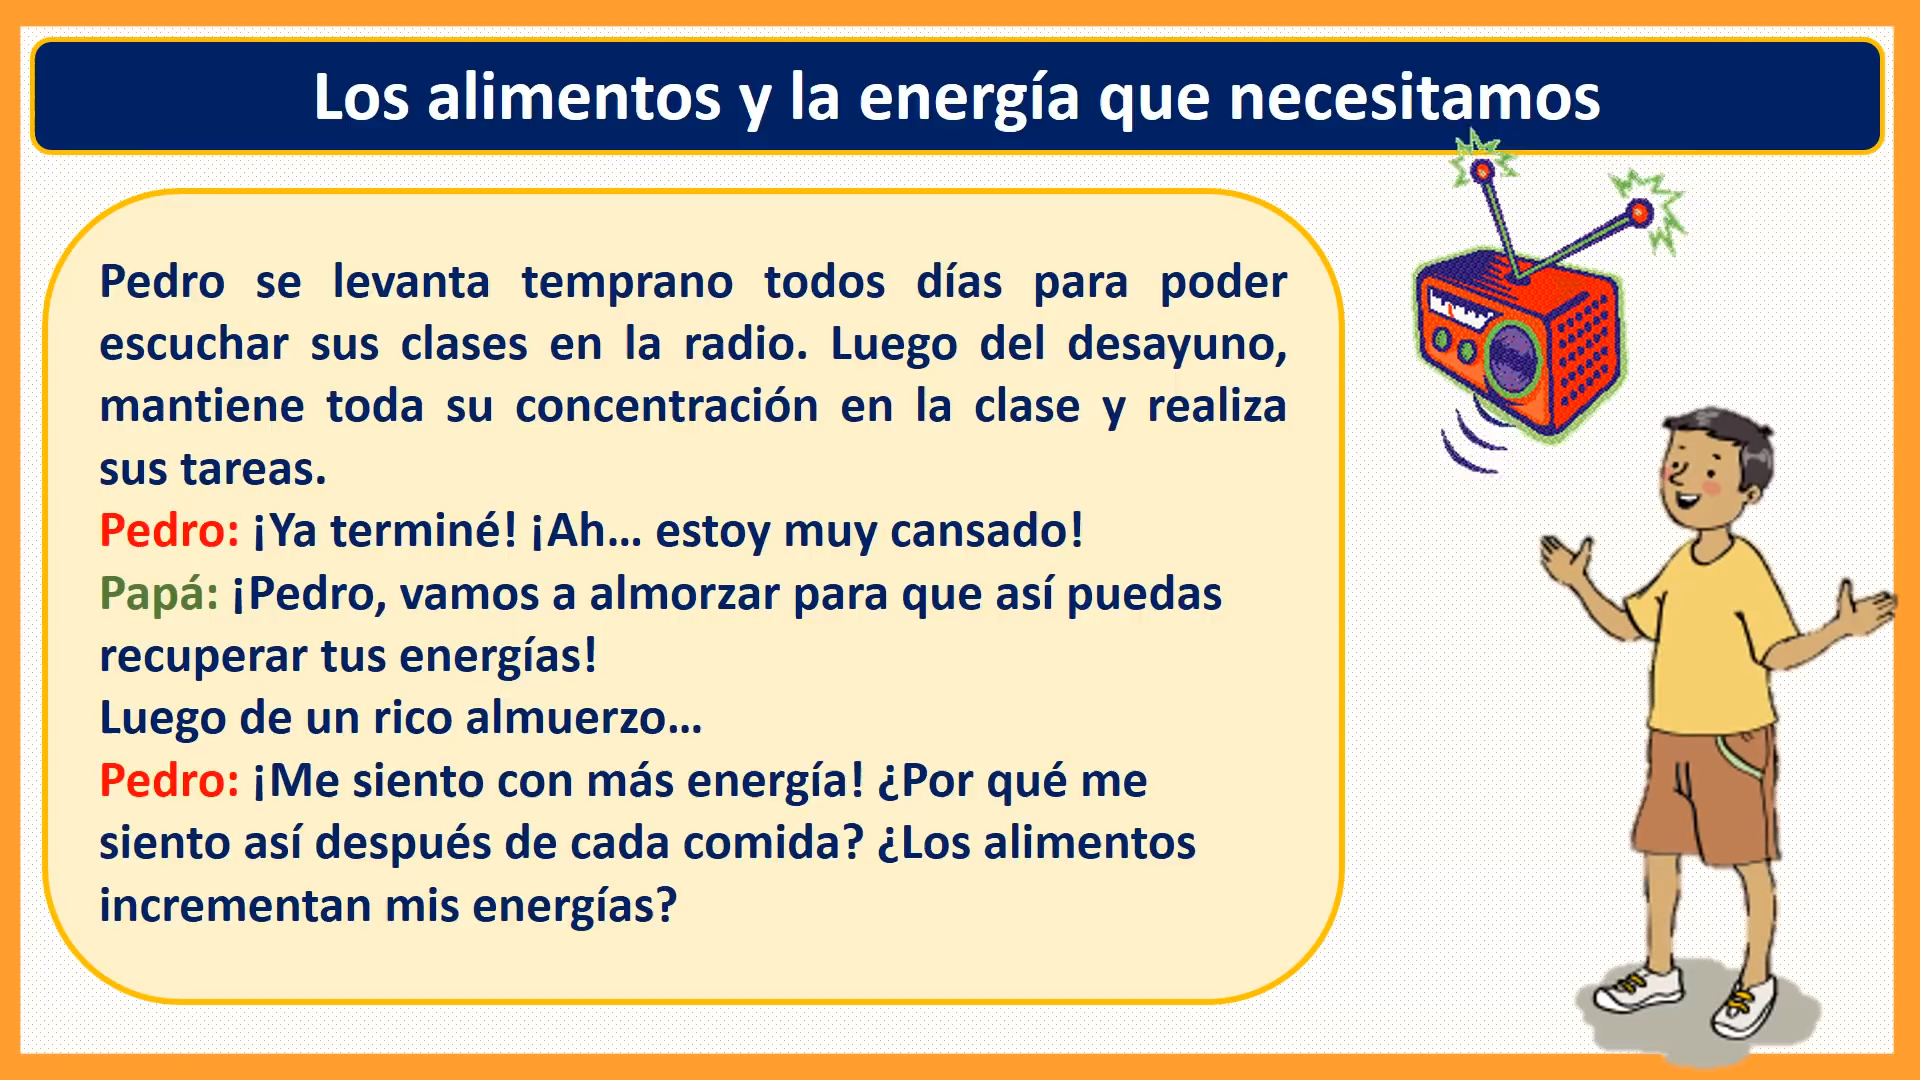 Los alimentos y la energía que necesitamos
Pedro se levanta temprano todos días para poder
escuchar sus clases en la radio. Luego del desayuno,
mantiene toda su concentración en la clase y realiza
sus tareas.
Pedro: ¡Ya terminé! ¡Ah... estoy muy cansado!
Papá: ¡Pedro, vamos a almorzar para que así puedas
recuperar tus energías!
Luego de un rico almuerzo...
Pedro: ¡Me siento con más energía! ¿Por qué me
siento así después de cada comida? ¿Los alimentos
incrementan mis energías?